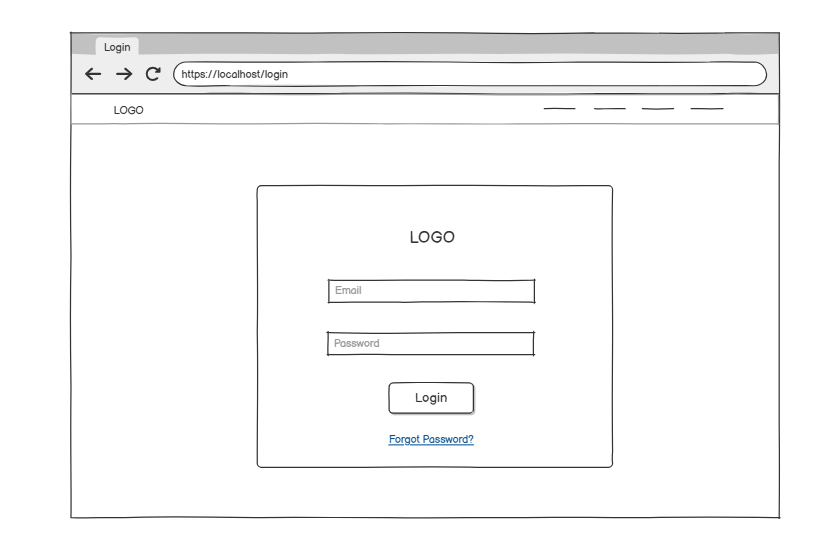 Login
https://localhost/login
LOGO
LOGO
Email
Password
Login
Forgot Password?